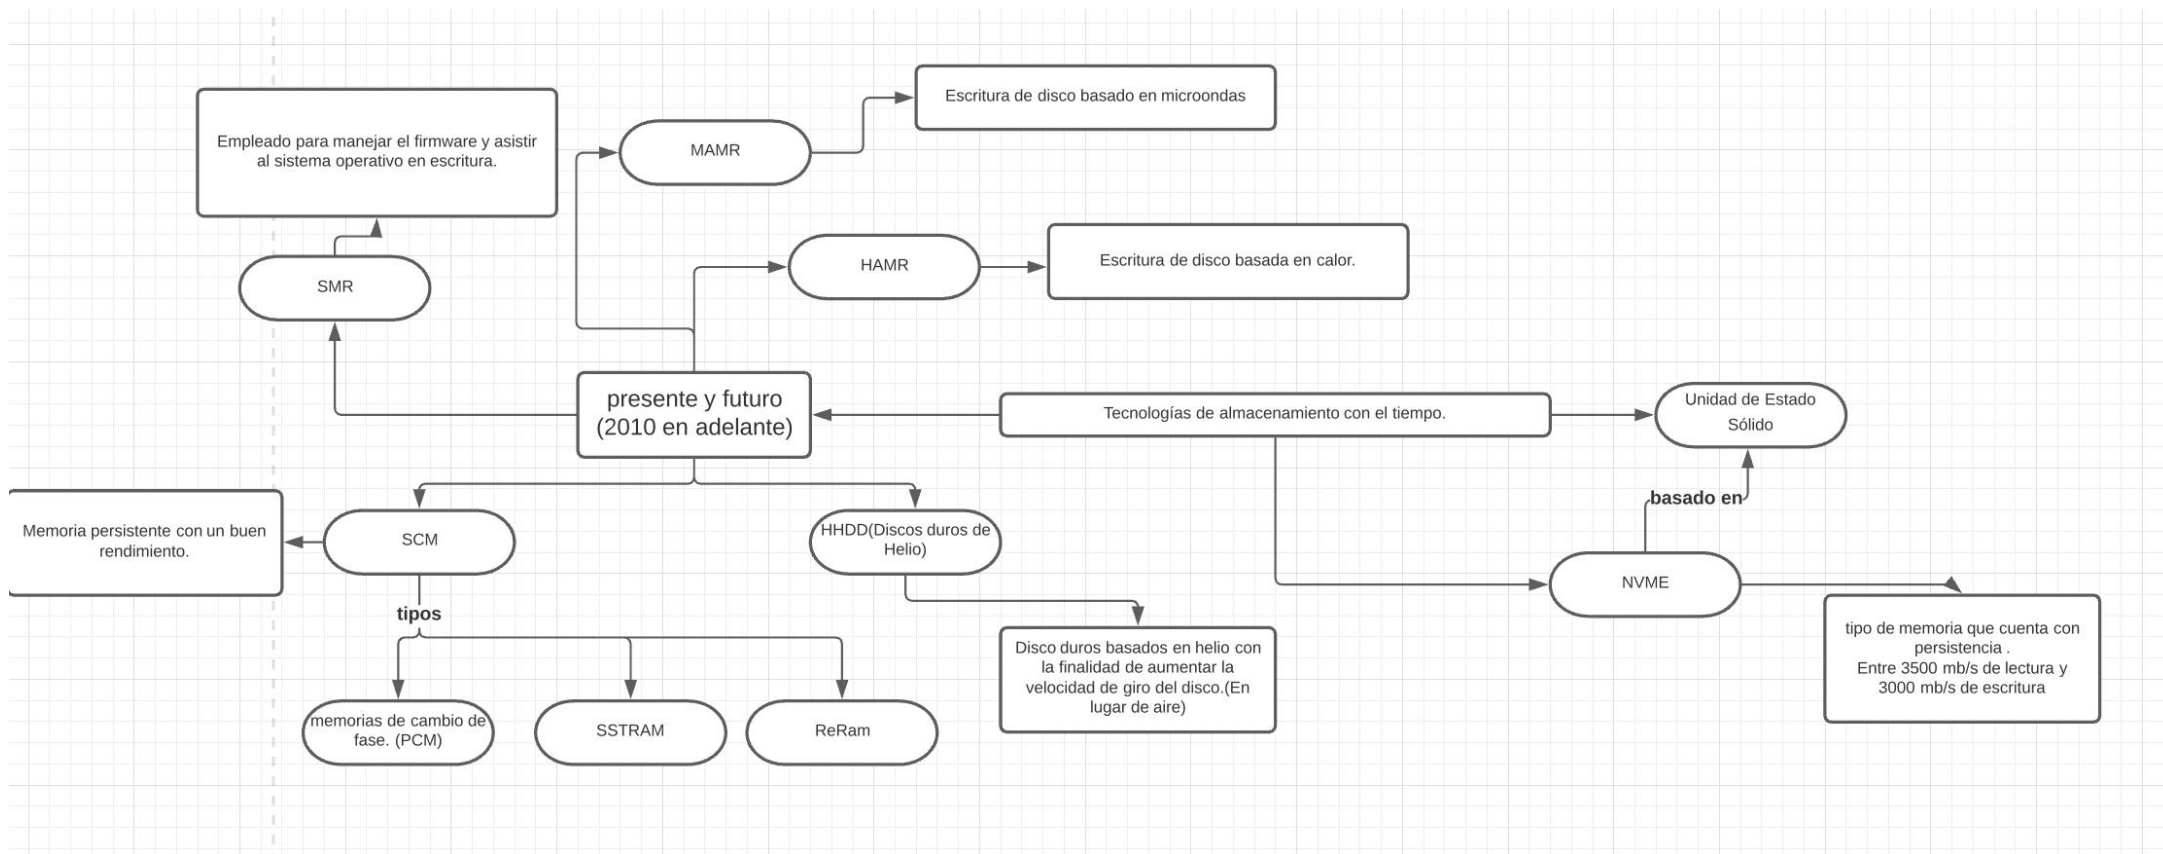 Escritura de disco basado en microondas
Empleado para manejar el firmware y asistir
al sistema operativo en escritura.
MAMR
HAMR
Escritura de disco basada en calor.
SMR
presente y futuro
(2010 en adelante)
Tecnologías de almacenamiento con el tiempo.
Unidad de Estado
Sólido
basado en
Memoria persistente con un buen
rendimiento.
SCM
HHDD(Discos duros de
Helio)
NVME
tipos
tipo de memoria que cuenta con
persistencia .
Entre 3500 mb/s de lectura y
3000 mb/s de escritura
Disco duros basados en helio con
la finalidad de aumentar la
velocidad de giro del disco.(En
lugar de aire)
memorias de cambio de
fase. (PCM)
SSTRAM
ReRam